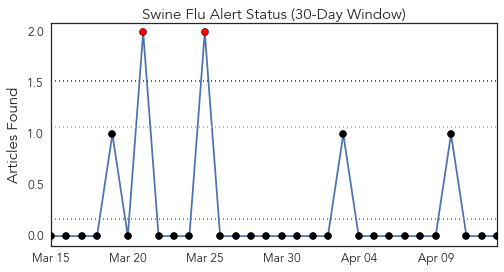 Swine Flu Alert Status (30-Day Window)
Articles Found
2.0
1.5
1.0
0.5
0.0
Mar 15
Mar 20
Mar 25
Mar 30
Apr 04
Apr 09